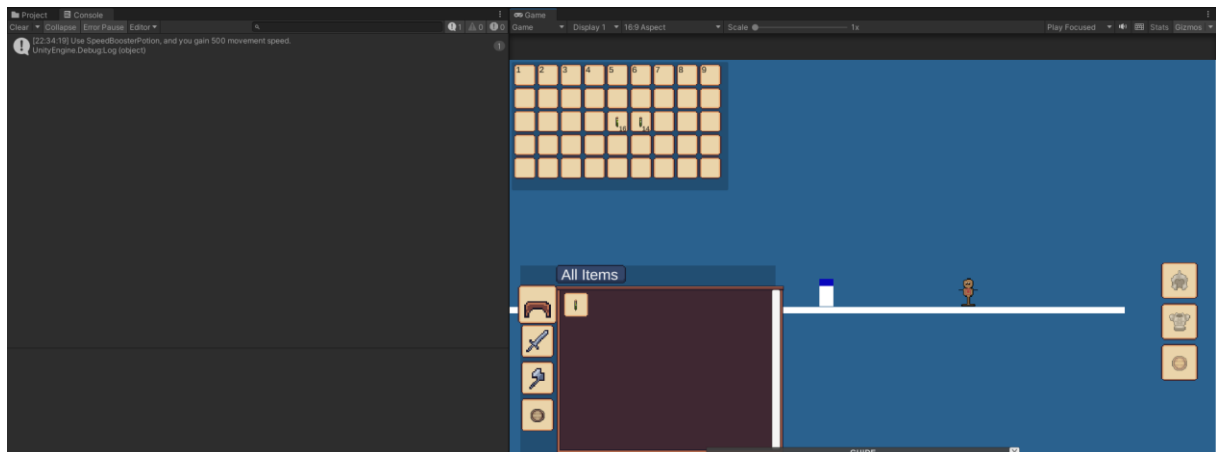 Project Console
Clear Collapse Error Pause Editor 1 0 0
[22:34:19] Use SpeedBoosterPotion, and you gain 500 movement speed.
UnityEngine.Debug:Log (object)
1
Game
Game Display 1 16:9 Aspect Scale 1x Play Focused Stats Gizmos
1 2 3 4 5 6 7 8 9
16 14
All Items
GUIDE